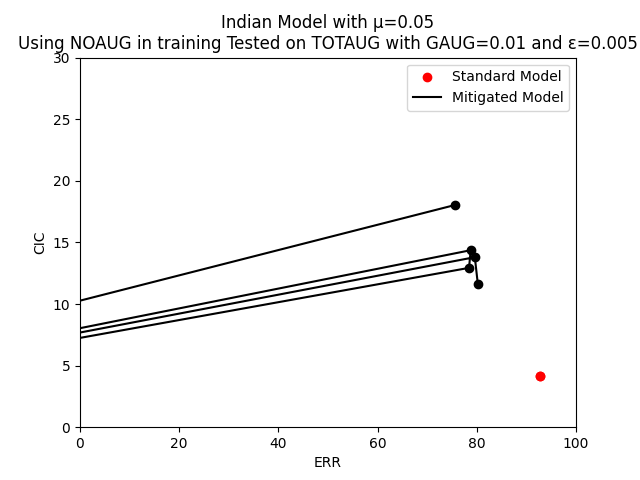 Indian Model with μ=0.05
Using NOAUG in training Tested on TOTAUG with GAUG=0.01 and ε=0.005
30
25
20
15
10
5
0
CIC
Standard Model
Mitigated Model
0 20 40 60 80 100
ERR